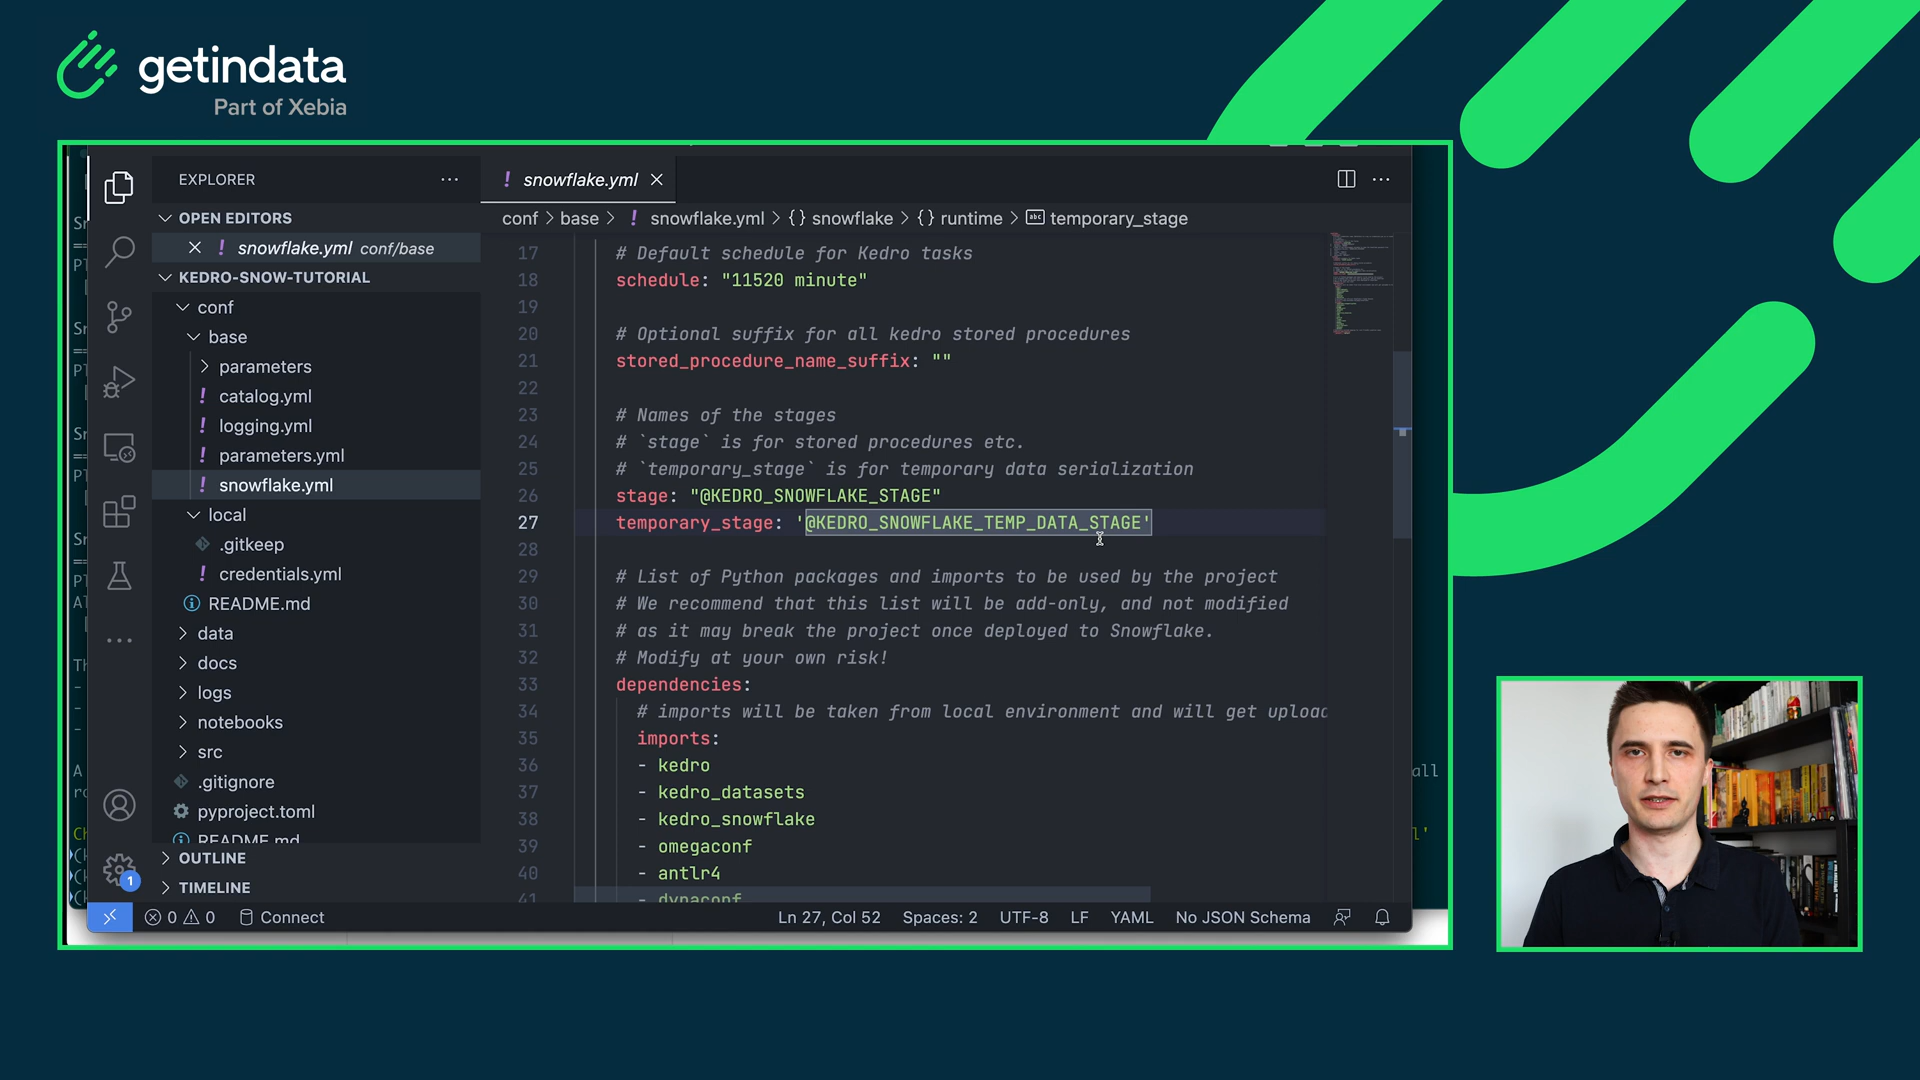 getindata
Part of Xebia
EXPLORER
OPEN EDITORS
snowflake.yml conf/base
KEDRO-SNOW-TUTORIAL
conf
base
parameters
catalog.yml
logging.yml
parameters.yml
snowflake.yml
local
.gitkeep
credentials.yml
README.md
data
docs
logs
notebooks
src
.gitignore
pyproject.toml
README.md
OUTLINE
TIMELINE
snowflake.yml
conf > base > ! snowflake.yml > {} snowflake > {} runtime > abc temporary_stage
17 # Default schedule for Kedro tasks
18 schedule: "11520 minute"
19
20 # Optional suffix for all kedro stored procedures
21 stored_procedure_name_suffix: ""
22
23 # Names of the stages
24 # `stage` is for stored procedures etc.
25 # `temporary_stage` is for temporary data serialization
26 stage: "@KEDRO_SNOWFLAKE_STAGE"
27 temporary_stage: '@KEDRO_SNOWFLAKE_TEMP_DATA_STAGE'
28
29 # List of Python packages and imports to be used by the project
30 # We recommend that this list will be add-only, and not modified
31 # as it may break the project once deployed to Snowflake.
32 # Modify at your own risk!
33 dependencies:
34 # imports will be taken from local environment and will get upload
35 imports:
36 - kedro
37 - kedro_datasets
38 - kedro_snowflake
39 - omegaconf
40 - antlr4
41 - dynaconf
all
0 0 Connect
Ln 27, Col 52 Spaces: 2 UTF-8 LF YAML No JSON Schema
1